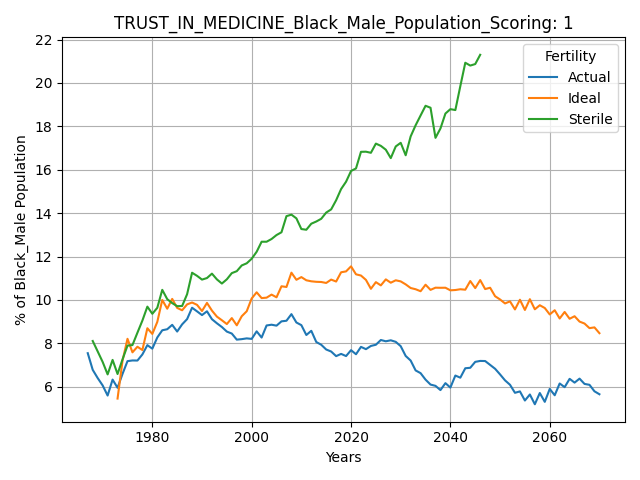 TRUST_IN_MEDICINE_Black_Male_Population_Scoring: 1
Fertility
Actual
Ideal
Sterile
% of Black_Male Population
22
20
18
16
14
12
10
8
6
1980
2000
2020
2040
2060
Years